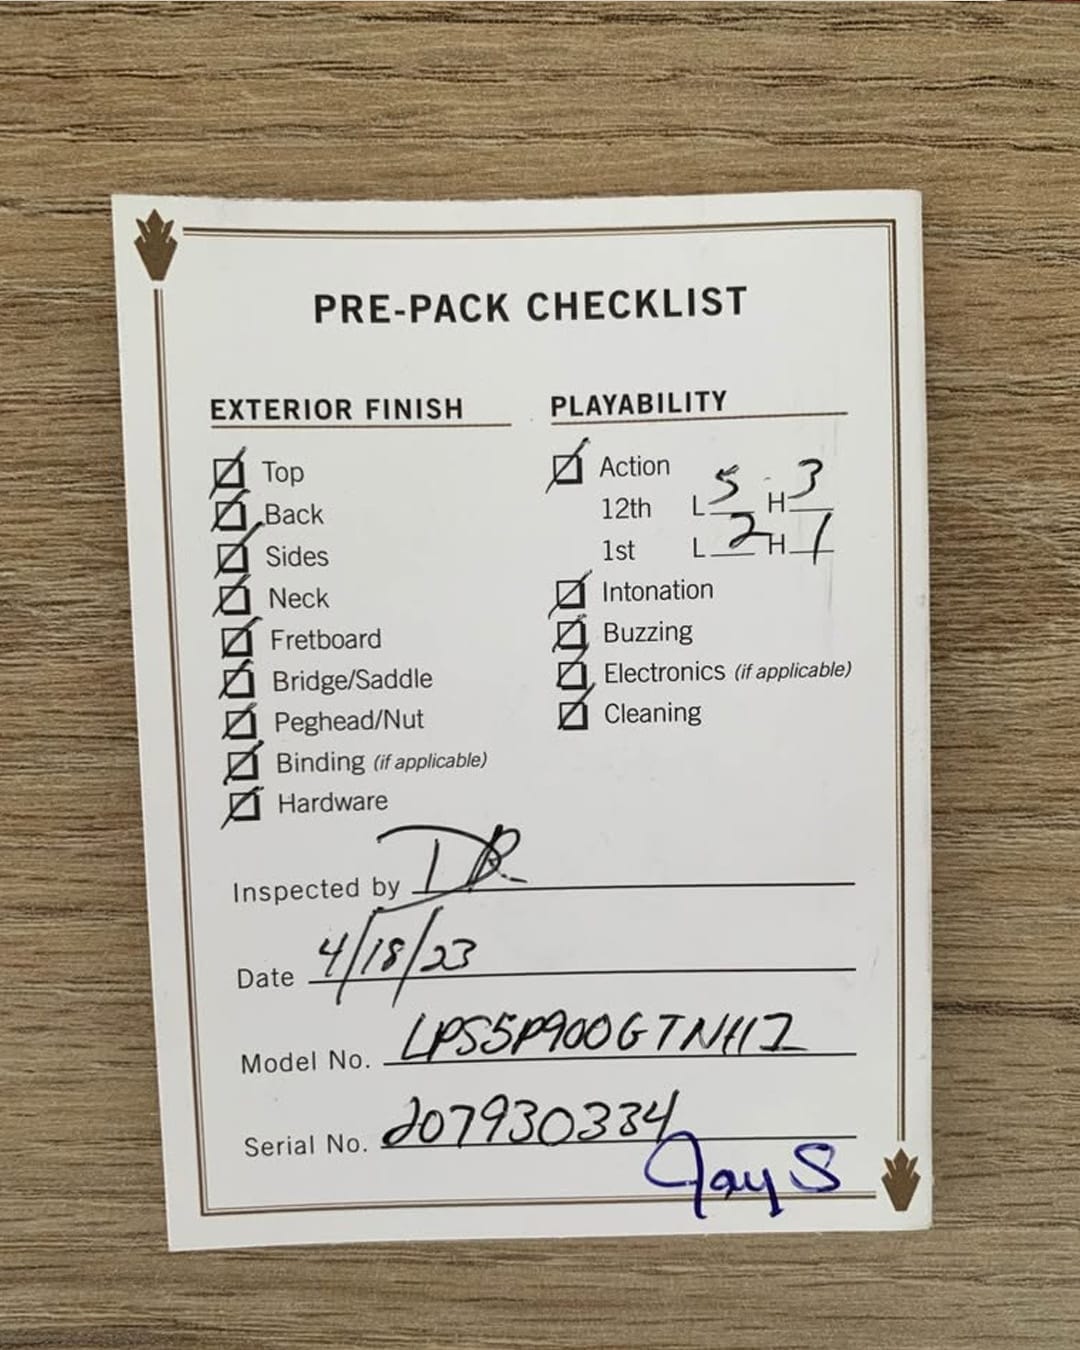 PRE-PACK CHECKLIST
EXTERIOR FINISH
Top
Back
Sides
Neck
Fretboard
Bridge/Saddle
Peghead/Nut
Binding (if applicable)
Hardware
PLAYABILITY
Action
12th L 5 H 3
1st L 2 H 1
Intonation
Buzzing
Electronics (if applicable)
Cleaning
Inspected by DR
Date 4/18/23
Model No. LPS5P900GTNH1
Serial No. 207930334
Jay S